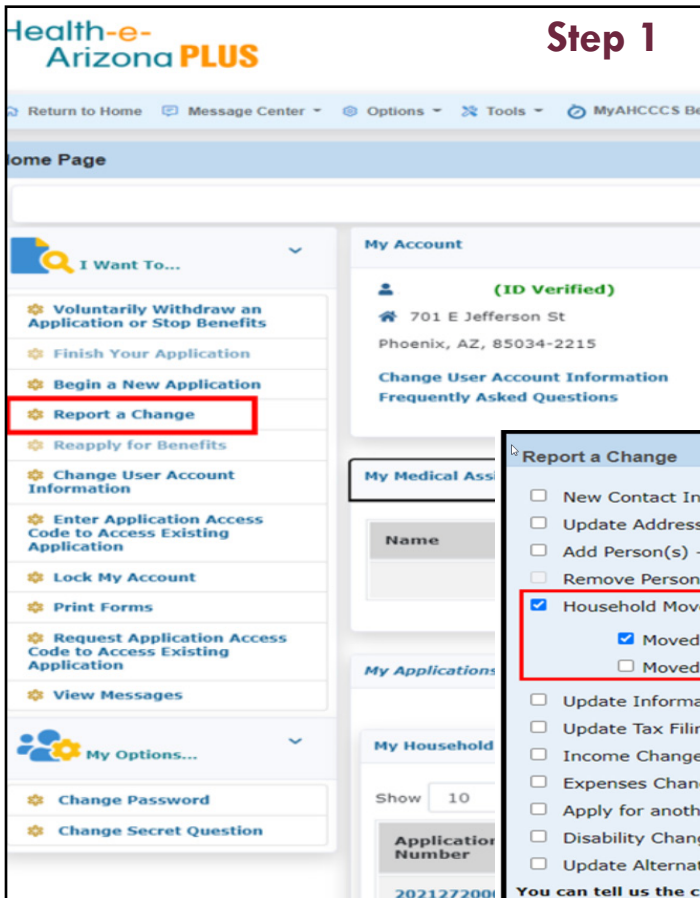 Health-e-
Arizona PLUS
Step 1
Return to Home Message Center Options Tools MyAHCCCS Be
Home Page
I Want To...
Voluntarily Withdraw an
Application or Stop Benefits
Finish Your Application
Begin a New Application
Report a Change
Reapply for Benefits
Change User Account
Information
Enter Application Access
Code to Access Existing
Application
Lock My Account
Print Forms
Request Application Access
Code to Access Existing
Application
View Messages
My Options...
Change Password
Change Secret Question
My Account
(ID Verified)
701 E Jefferson St
Phoenix, AZ, 85034-2215
Change User Account Information
Frequently Asked Questions
My Medical Ass
Name
My Applications
My Household
Show 10
Application
Number
2021272000
Report a Change
New Contact In
Update Address
Add Person(s) -
Remove Person
Household Mov
Moved
Moved
Update Informa
Update Tax Filin
Income Change
Expenses Chan
Apply for anoth
Disability Chang
Update Alternat
You can tell us the c